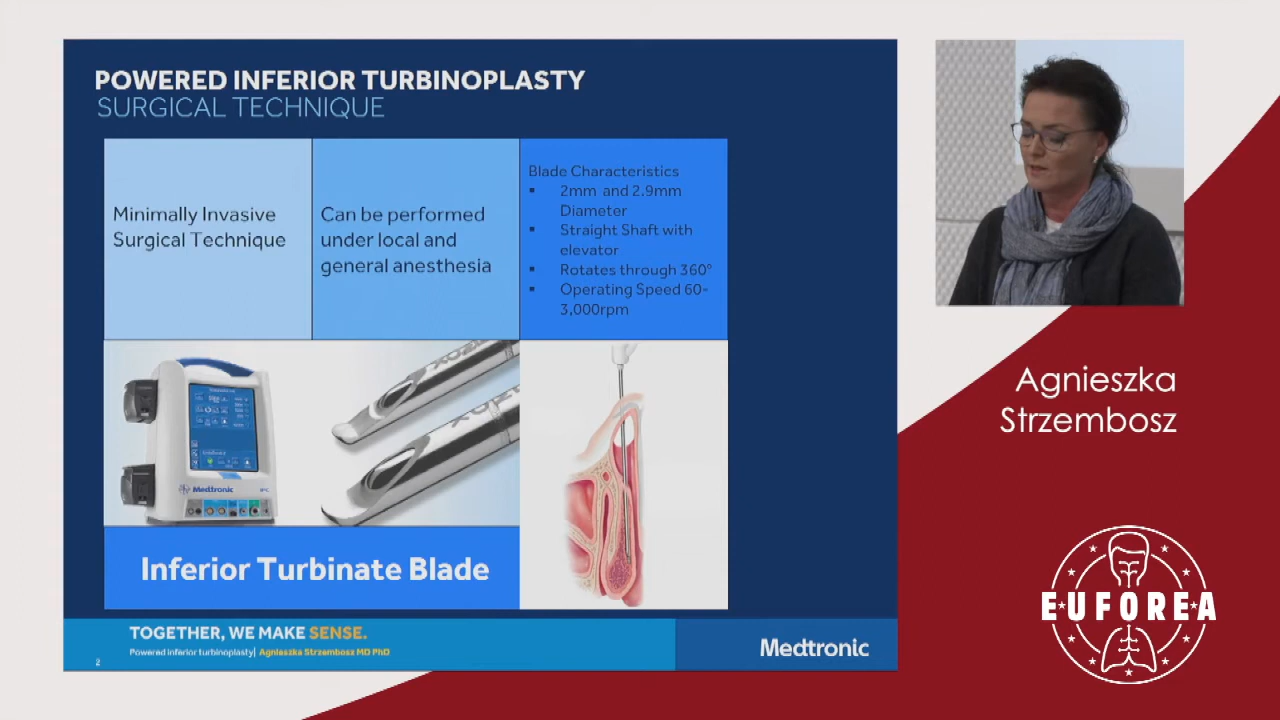 POWERED INFERIOR TURBINOPLASTY
SURGICAL TECHNIQUE
Minimally Invasive
Surgical Technique
Can be performed
under local and
general anesthesia
Blade Characteristics
▪ 2mm and 2.9mm
Diameter
▪ Straight Shaft with
elevator
▪ Rotates through 360°
▪ Operating Speed 60-
3,000rpm
Medtronic
Inferior Turbinate Blade
TOGETHER, WE MAKE SENSE.
Powered inferior turbinoplasty| Agnieszka Strzembosz MD PhD
2
Medtronic
Agnieszka
Strzembosz
EUFOREA